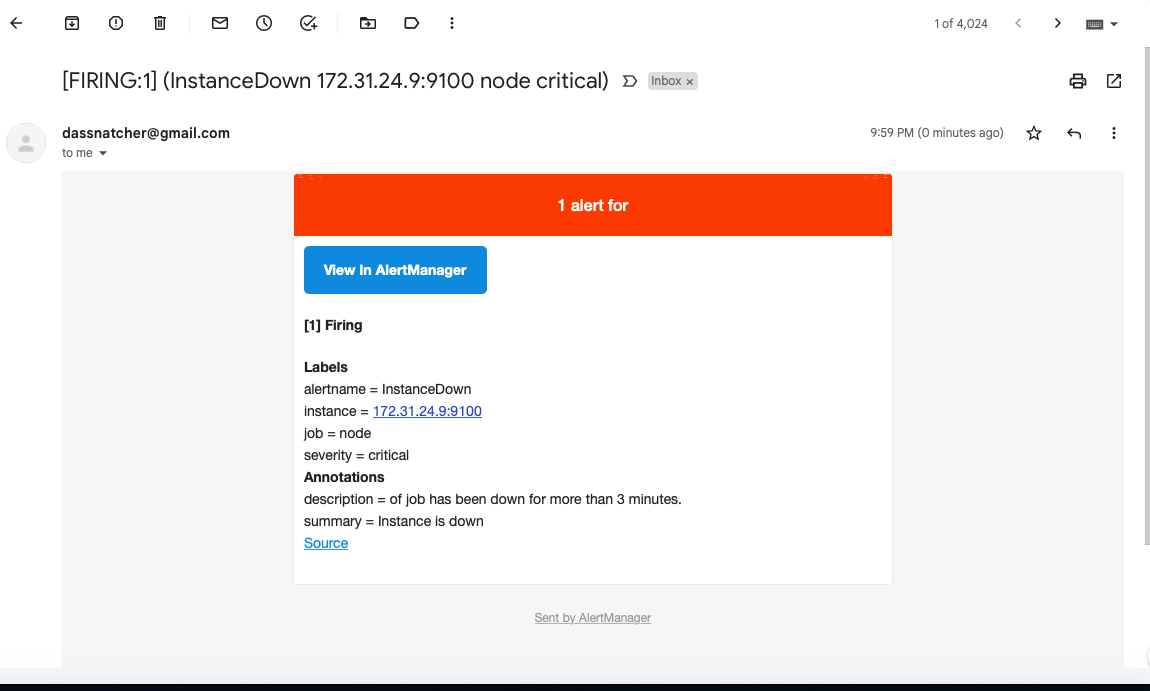 1 of 4,024
[FIRING:1] (InstanceDown 172.31.24.9:9100 node critical) Inbox ×
dassnatcher@gmail.com 9:59 PM (0 minutes ago)
to me
1 alert for
View In AlertManager
[1] Firing
Labels
alertname = InstanceDown
instance = 172.31.24.9:9100
job = node
severity = critical
Annotations
description = of job has been down for more than 3 minutes.
summary = Instance is down
Source
Sent by AlertManager